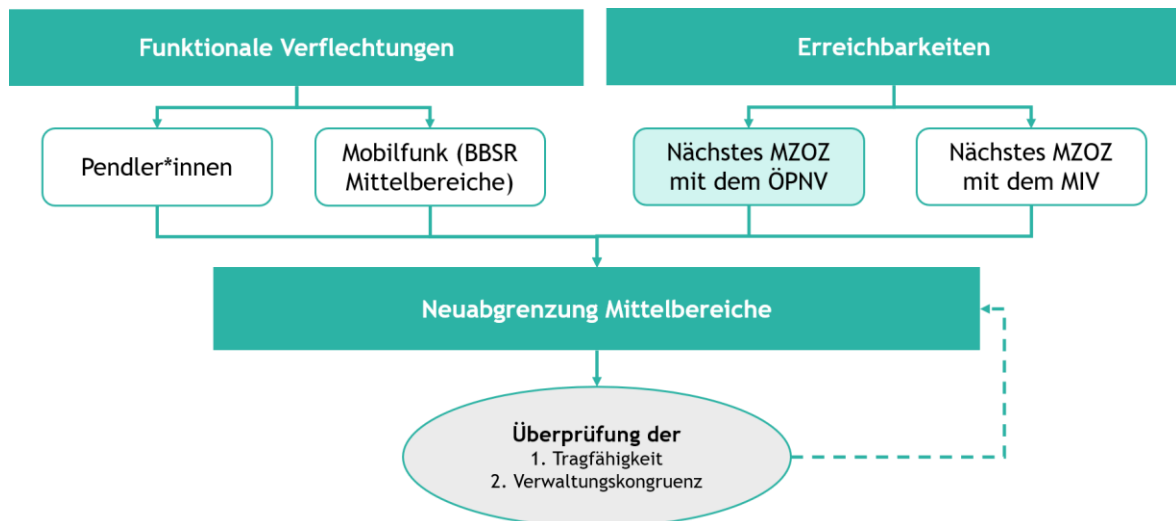 Funktionale Verflechtungen
Erreichbarkeiten
Pendler*innen
Mobilfunk (BBSR
Mittelbereiche)
Nächstes MZOZ
mit dem ÖPNV
Nächstes MZOZ
mit dem MIV
Neuabgrenzung Mittelbereiche
Überprüfung der
1. Tragfähigkeit
2. Verwaltungskongruenz